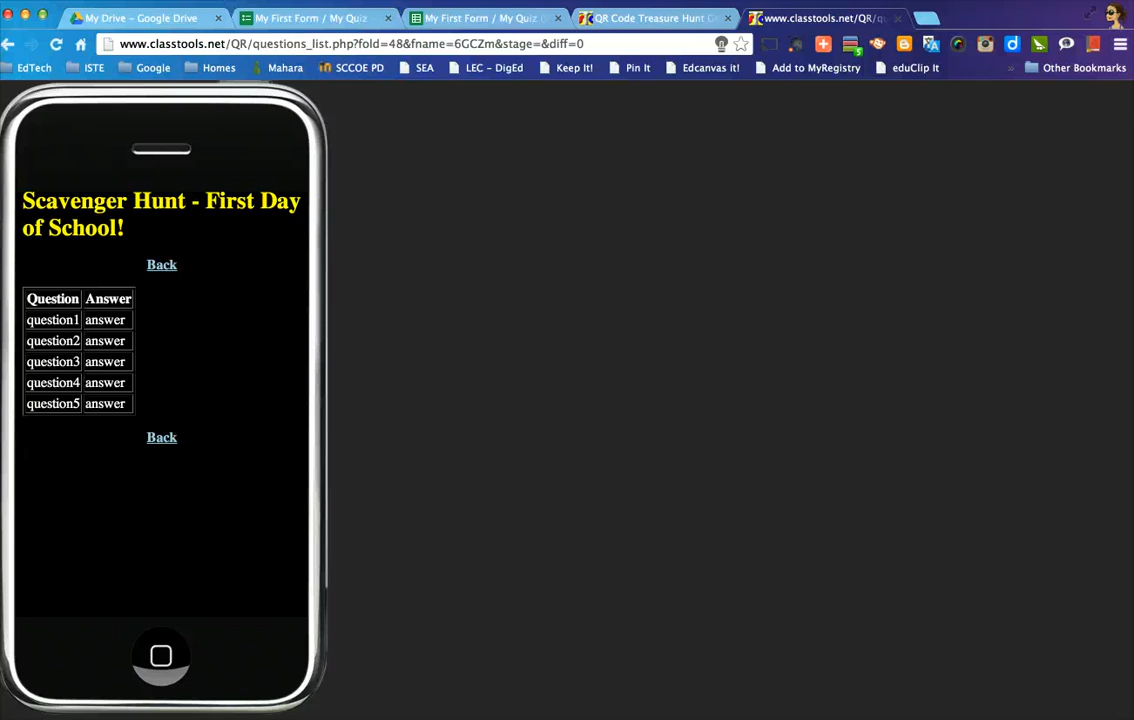 My Drive – Google Drive
My First Form / My Quiz
My First Form / My Quiz (
QR Code Treasure Hunt G
www.classtools.net/QR/qu
www.classtools.net/QR/questions_list.php?fold=48&fname=6GCZm&stage=&diff=0
EdTech ISTE Google Homes Mahara SCCOE PD SEA LEC – DigEd Keep It! Pin It Edcanvas it! Add to MyRegistry eduClip It » Other Bookmarks
Scavenger Hunt - First Day
of School!
Back
Question Answer
question1 answer
question2 answer
question3 answer
question4 answer
question5 answer
Back